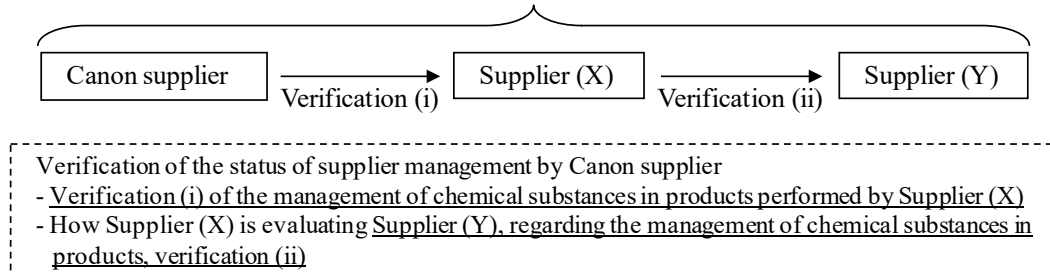 Canon supplier
Supplier (X)
Supplier (Y)
Verification (i)
Verification (ii)
Verification of the status of supplier management by Canon supplier
- Verification (i) of the management of chemical substances in products performed by Supplier (X)
- How Supplier (X) is evaluating Supplier (Y), regarding the management of chemical substances in
products, verification (ii)